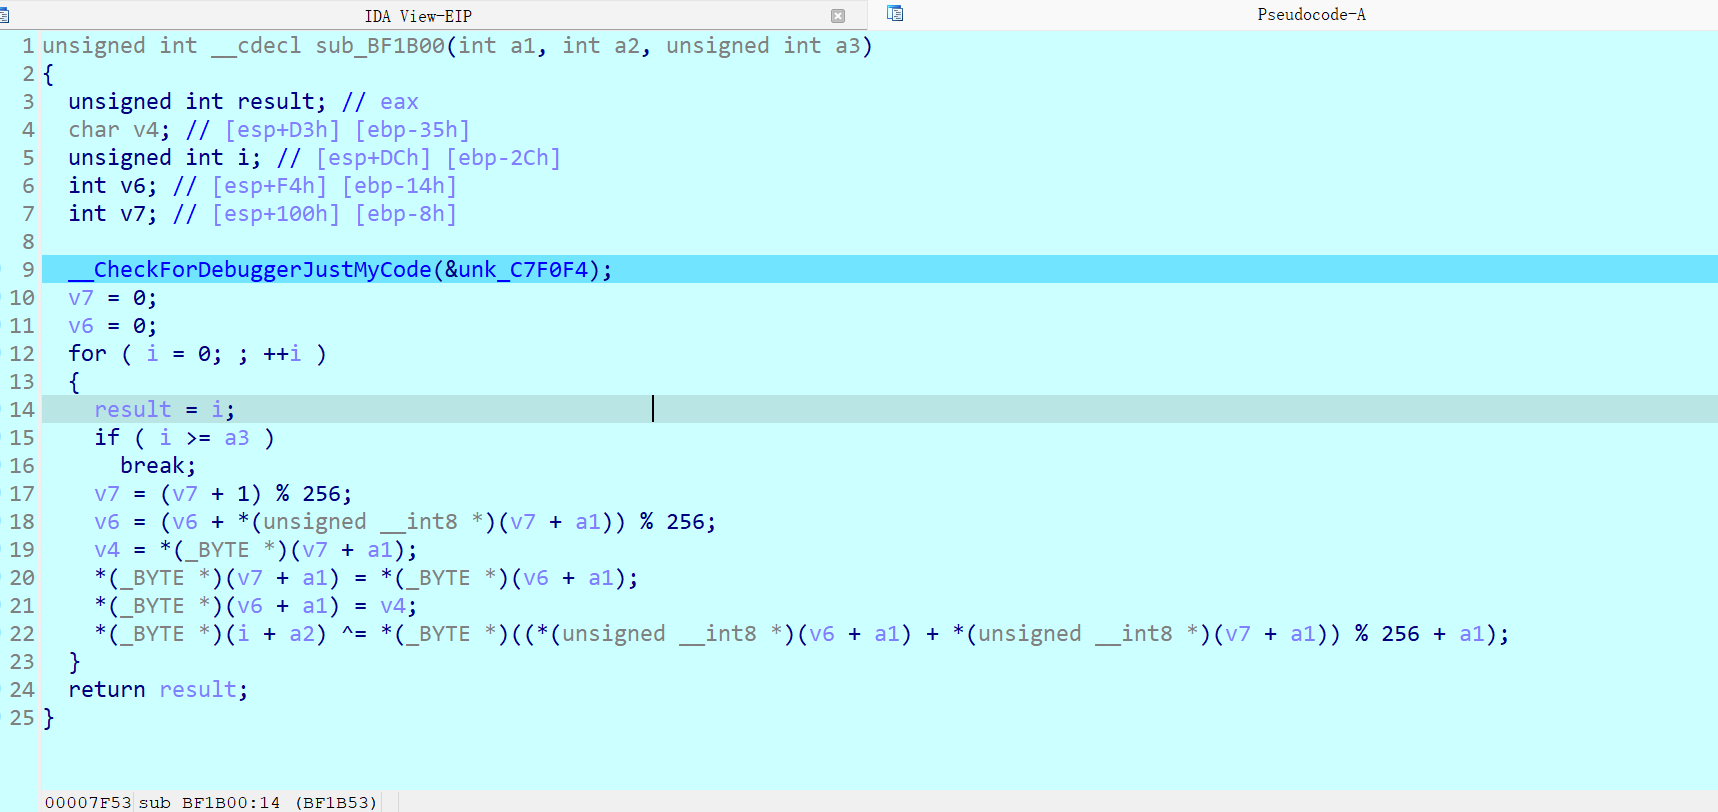 IDA View-EIP
Pseudocode-A
1 unsigned int __cdecl sub_BF1B00(int a1, int a2, unsigned int a3)
2 {
3   unsigned int result; // eax
4   char v4; // [esp+D3h] [ebp-35h]
5   unsigned int i; // [esp+DCh] [ebp-2Ch]
6   int v6; // [esp+F4h] [ebp-14h]
7   int v7; // [esp+100h] [ebp-8h]
8
9   __CheckForDebuggerJustMyCode(&unk_C7F0F4);
10   v7 = 0;
11   v6 = 0;
12   for ( i = 0; ; ++i )
13   {
14     result = i;
15     if ( i >= a3 )
16       break;
17     v7 = (v7 + 1) % 256;
18     v6 = (v6 + *(unsigned __int8 *)(v7 + a1)) % 256;
19     v4 = *(_BYTE *)(v7 + a1);
20     *(_BYTE *)(v7 + a1) = *(_BYTE *)(v6 + a1);
21     *(_BYTE *)(v6 + a1) = v4;
22     *(_BYTE *)(i + a2) ^= *(_BYTE *)((*(unsigned __int8 *)(v6 + a1) + *(unsigned __int8 *)(v7 + a1)) % 256 + a1);
23   }
24   return result;
25 }
00007F53 sub_BF1B00:14 (BF1B53)